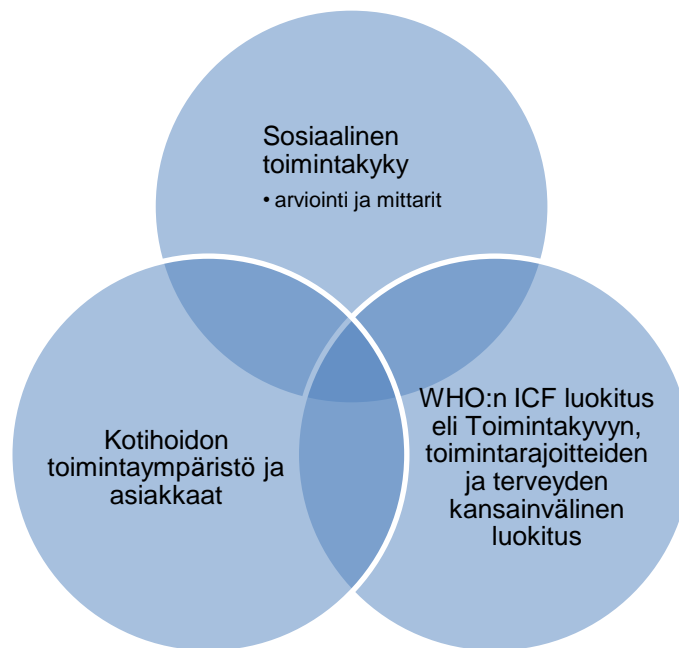 Sosiaalinen
toimintakyky
• arviointi ja mittarit
Kotihoidon
toimintaympäristö ja
asiakkaat
WHO:n ICF luokitus
eli Toimintakyvyn,
toimintarajoitteiden
ja terveyden
kansainvälinen
luokitus